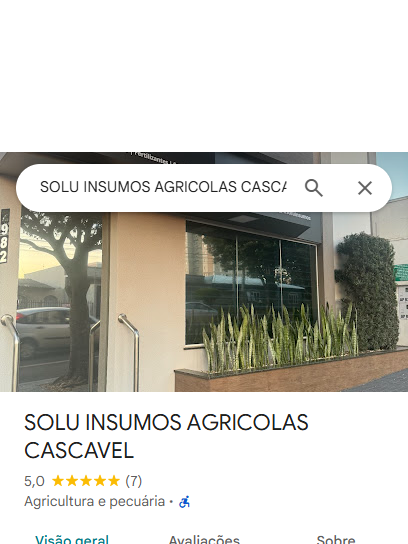 Fertilizantes
SOLU INSUMOS AGRICOLAS CASCA
982
SOLU INSUMOS AGRICOLAS
CASCAVEL
5,0 (7)
Agricultura e pecuária ·
Visão geral Avaliações Sobre